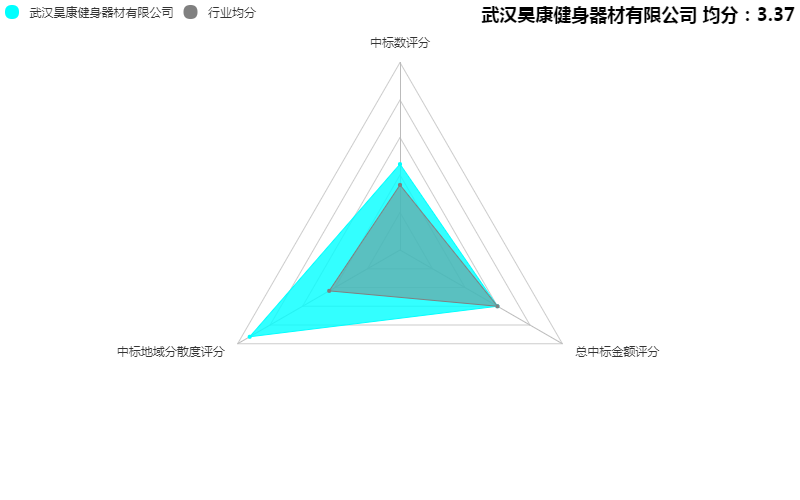 武汉昊康健身器材有限公司 行业均分
武汉昊康健身器材有限公司 均分：3.37
中标数评分
中标地域分散度评分
总中标金额评分